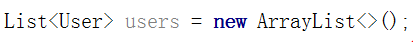 List<User> users = new ArrayList<>();